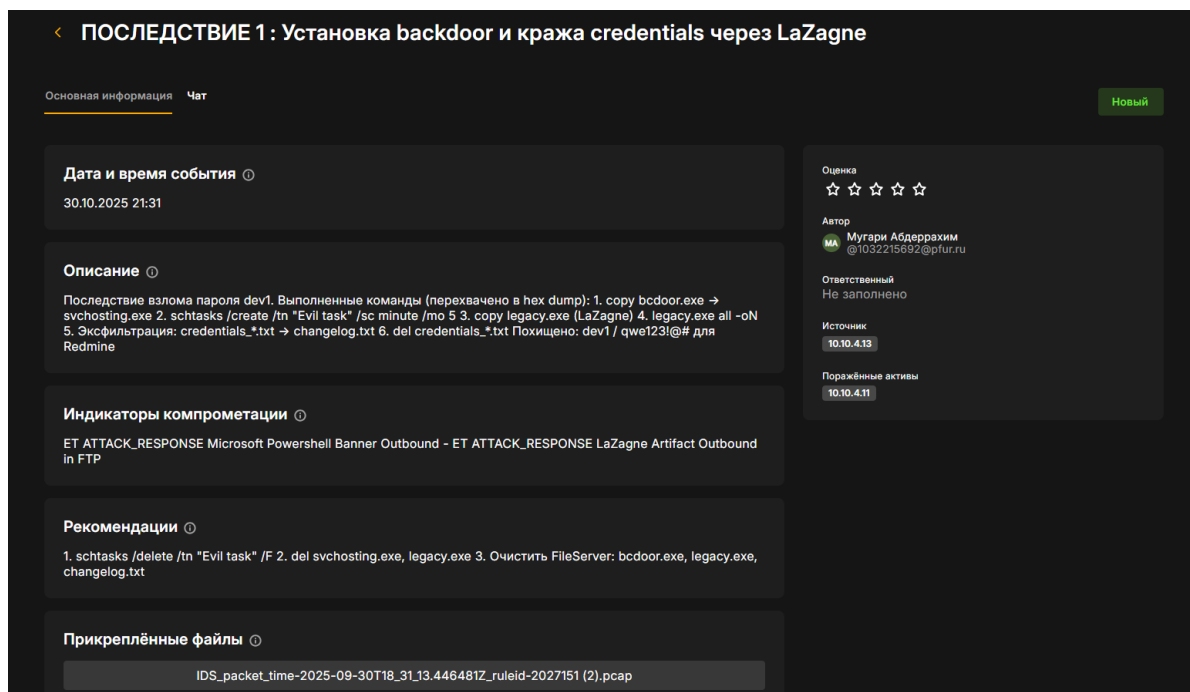 ПОСЛЕДСТВИЕ 1 : Установка backdoor и кража credentials через LaZagne
Основная информация Чат
Новый
Дата и время события
30.10.2025 21:31
Описание
Последствие взлома пароля dev1. Выполненные команды (перехвачено в hex dump): 1. copy bcdoor.exe →
svchosting.exe 2. schtasks /create /tn "Evil task" /sc minute /mo 5 3. copy legacy.exe (LaZagne) 4. legacy.exe all -oN
5. Эксфильтрация: credentials_*.txt → changelog.txt 6. del credentials_*.txt Похищено: dev1 / qwe123!@# для
Redmine
Индикаторы компрометации
ET ATTACK_RESPONSE Microsoft Powershell Banner Outbound - ET ATTACK_RESPONSE LaZagne Artifact Outbound
in FTP
Рекомендации
1. schtasks /delete /tn "Evil task" /F 2. del svchosting.exe, legacy.exe 3. Очистить FileServer: bcdoor.exe, legacy.exe,
changelog.txt
Прикреплённые файлы
IDS_packet_time-2025-09-30T18_31_13.446481Z_ruleid-2027151 (2).pcap
Оценка
Автор
МА
Мугари Абдеррахим
@1032215692@pfur.ru
Ответственный
Не заполнено
Источник
10.10.4.13
Поражённые активы
10.10.4.11